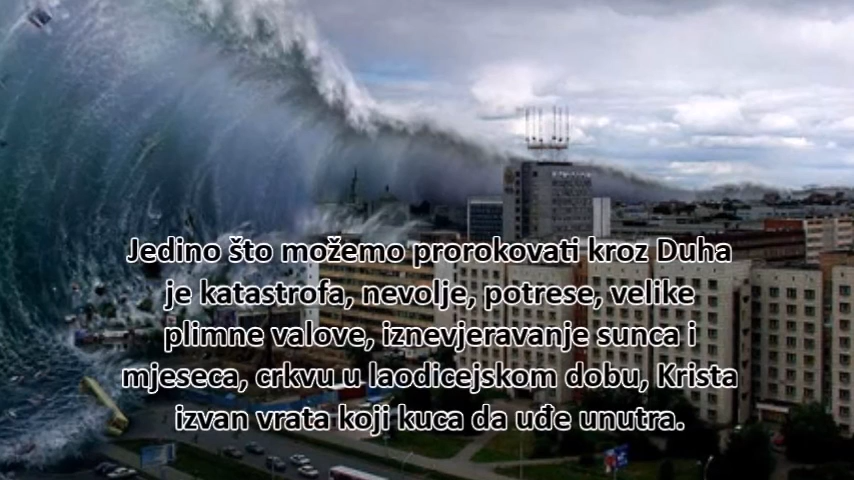 Jedino što možemo prorokovati kroz Duha
je katastrofa, nevolje, potrese, velike
plimne valove, iznevjeravanje sunca i
mjeseca, crkvu u laodicejskom dobu, Krista
izvan vrata koji kuca da uđe unutra.